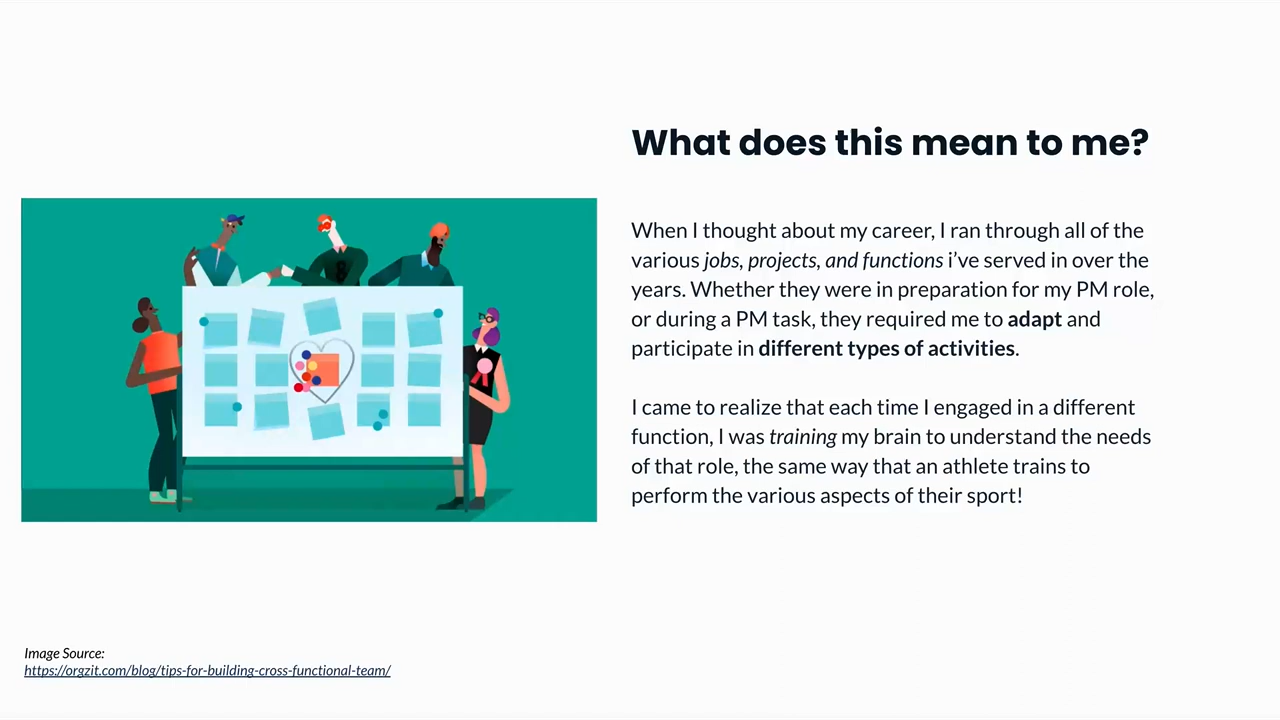 What does this mean to me?
When I thought about my career, I ran through all of the
various jobs, projects, and functions i’ve served in over the
years. Whether they were in preparation for my PM role,
or during a PM task, they required me to adapt and
participate in different types of activities.
I came to realize that each time I engaged in a different
function, I was training my brain to understand the needs
of that role, the same way that an athlete trains to
perform the various aspects of their sport!
8
Image Source:
https://orgzit.com/blog/tips-for-building-cross-functional-team/